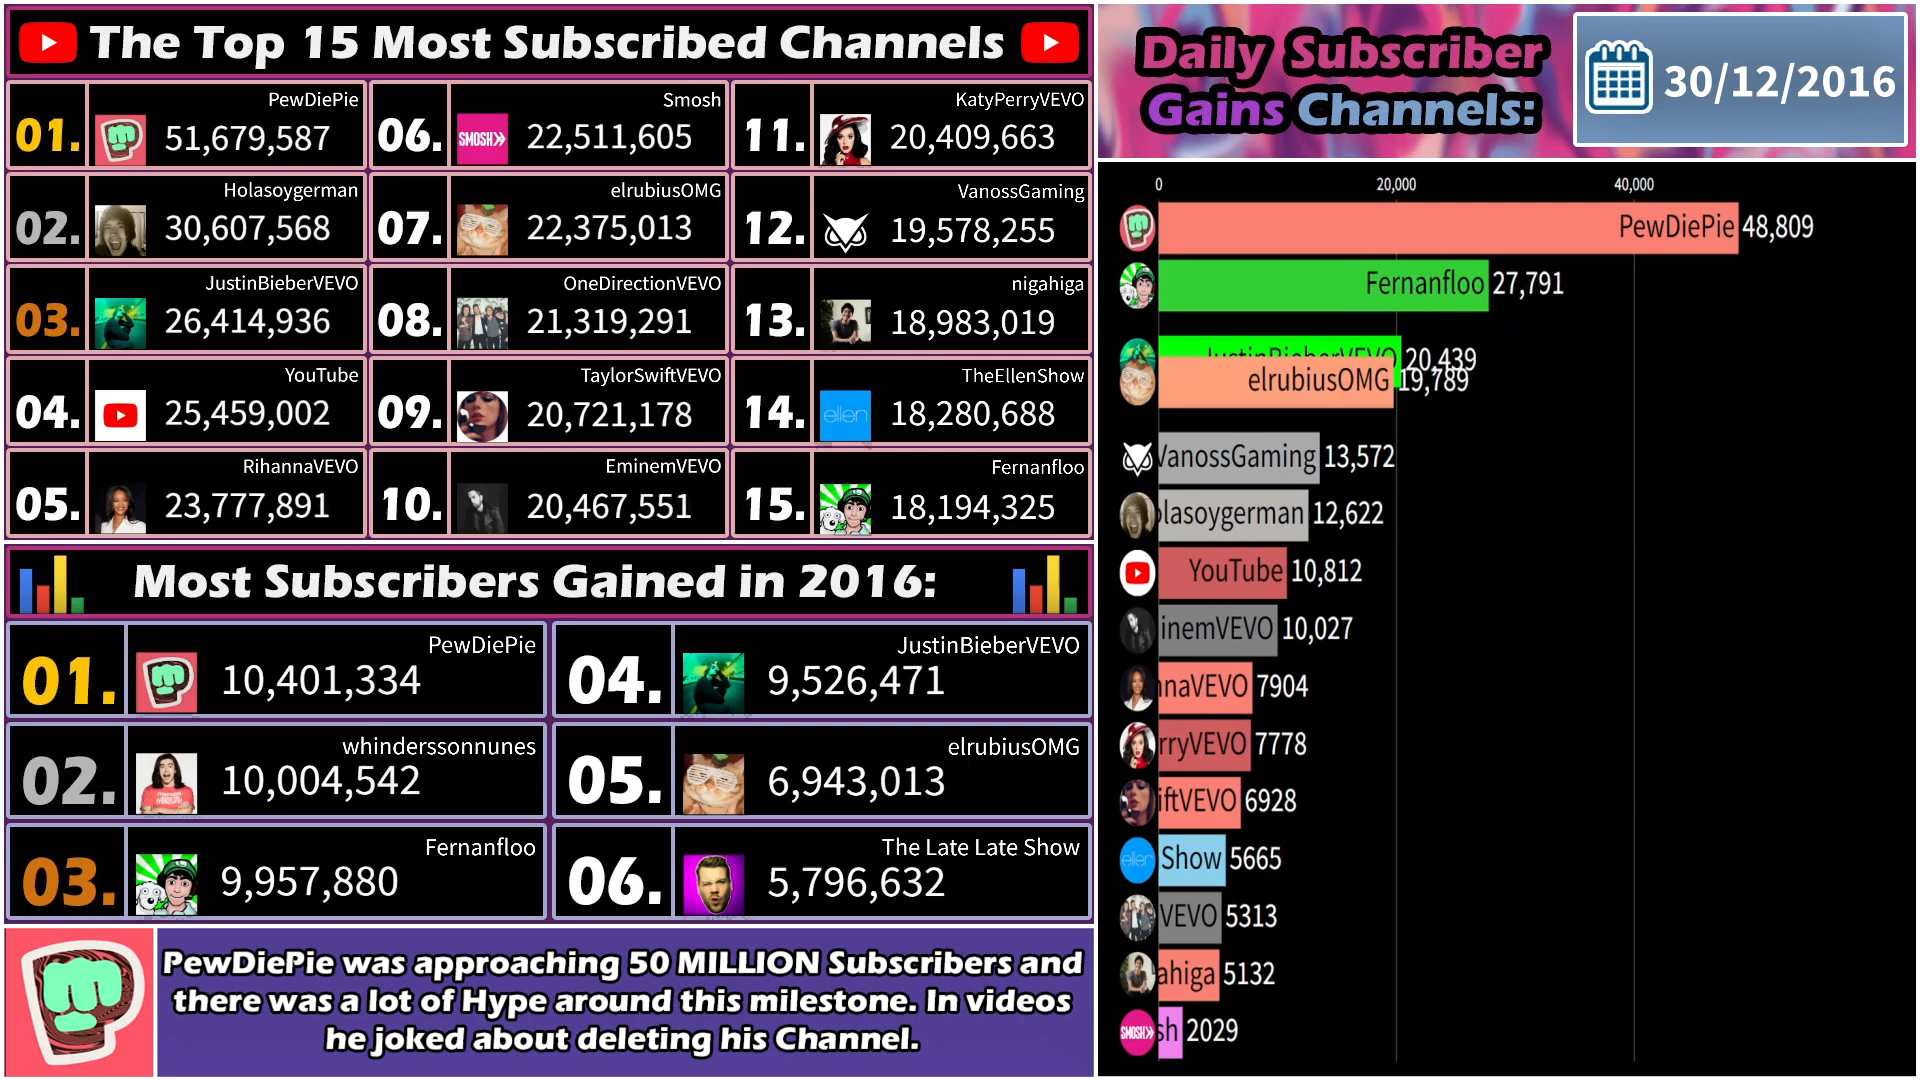 The Top 15 Most Subscribed Channels
01. PewDiePie 51,679,587
02. Holasoygerman 30,607,568
03. JustinBieberVEVO 26,414,936
04. YouTube 25,459,002
05. RihannaVEVO 23,777,891
06. Smosh 22,511,605
SMOSH
07. elrubiusOMG 22,375,013
08. OneDirectionVEVO 21,319,291
09. TaylorSwiftVEVO 20,721,178
10. EminemVEVO 20,467,551
11. KatyPerryVEVO 20,409,663
12. VanossGaming 19,578,255
13. nigahiga 18,983,019
14. TheEllenShow 18,280,688
ellen
15. Fernanfloo 18,194,325
Most Subscribers Gained in 2016:
01. PewDiePie 10,401,334
02. whinderssonnunes 10,004,542
03. Fernanfloo 9,957,880
04. JustinBieberVEVO 9,526,471
05. elrubiusOMG 6,943,013
06. The Late Late Show 5,796,632
PewDiePie was approaching 50 MILLION Subscribers and
there was a lot of Hype around this milestone. In videos
he joked about deleting his Channel.
Daily Subscriber
Gains Channels:
30/12/2016
0 20,000 40,000
PewDiePie 48,809
Fernanfloo 27,791
JustinBieberVEVO 20,439
elrubiusOMG 19,789
VanossGaming 13,572
olasoygerman 12,622
YouTube 10,812
inemVEVO 10,027
nnaVEVO 7904
rryVEVO 7778
iftVEVO 6928
ellen Show 5665
VEVO 5313
ahiga 5132
SMOSH sh 2029